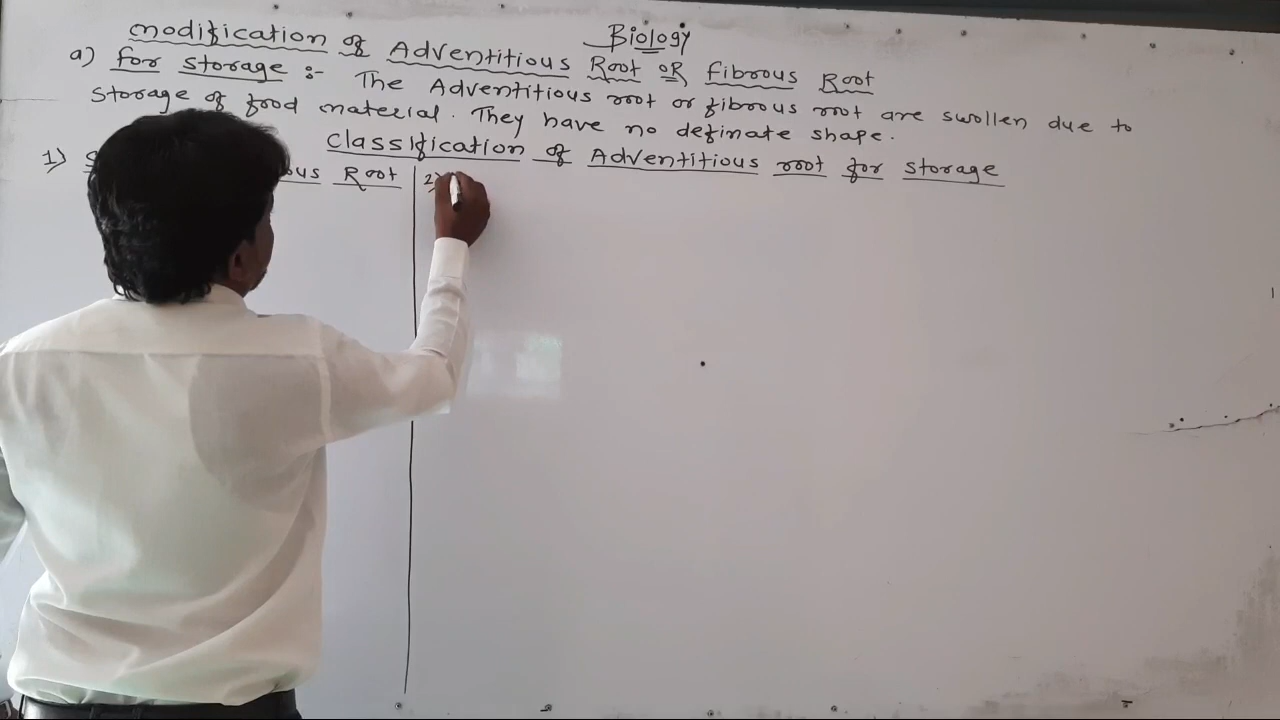 Biology
modification of Adventitious Root OR fibrous Root
a) for storage :- The Adventitious root or fibrous root are swollen due to
storage of food material. They have no definate shape.
Classification of Adventitious root for storage
1) Root
2)